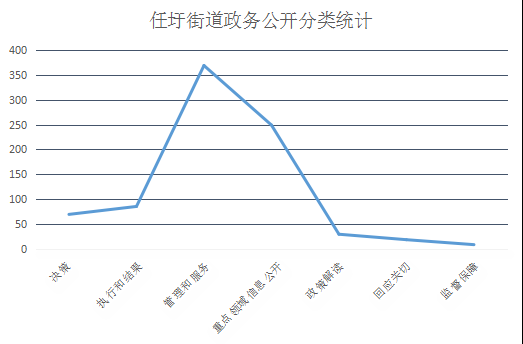 任圩街道政务公开分类统计
400
350
300
250
200
150
100
50
0
决策
执行和结果
管理和服务
重点领域信息公开
政策解读
回应关切
监督保障